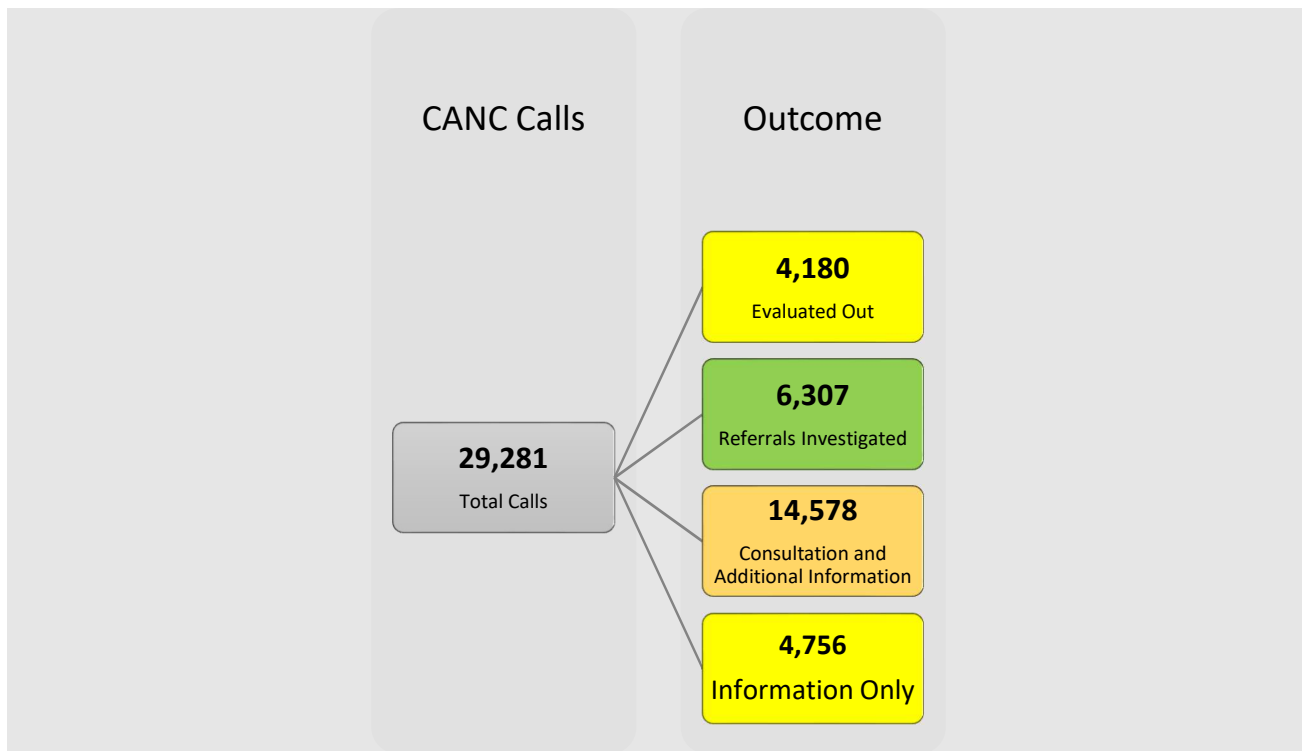 CANC Calls
Outcome
29,281
Total Calls
4,180
Evaluated Out
6,307
Referrals Investigated
14,578
Consultation and
Additional Information
4,756
Information Only